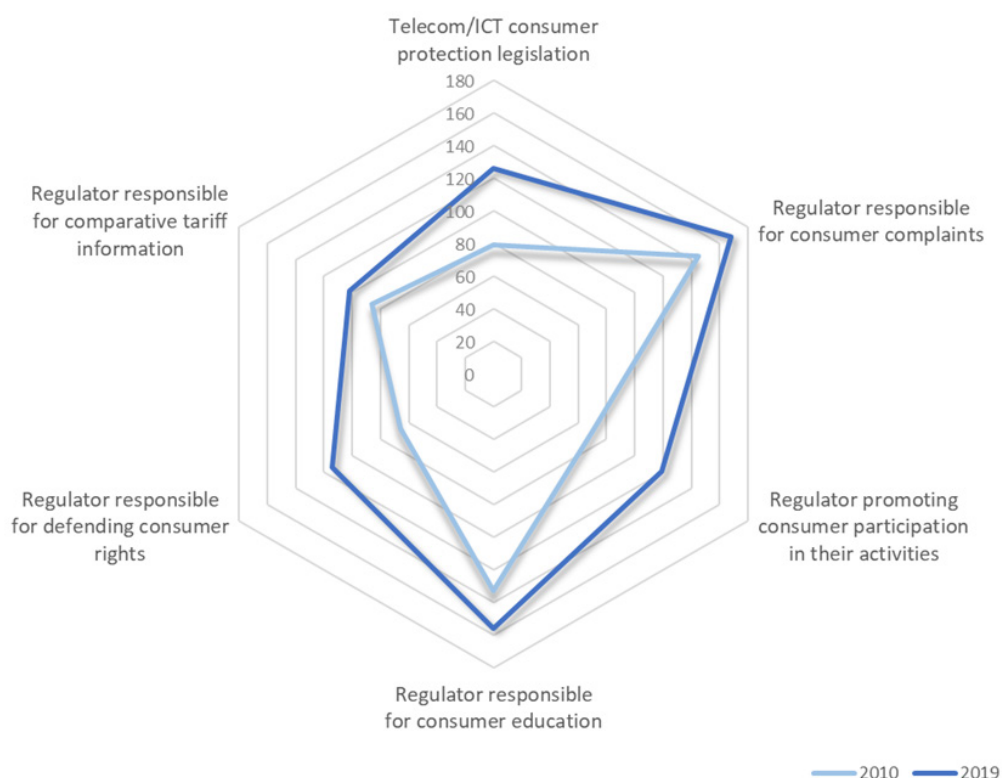 Telecom/ICT consumer
protection legislation
180
160
140
120
100
80
60
40
20
0
Regulator responsible
for consumer complaints
Regulator promoting
consumer participation
in their activities
Regulator responsible
for consumer education
Regulator responsible
for defending consumer
rights
Regulator responsible
for comparative tariff
information
2010 2019